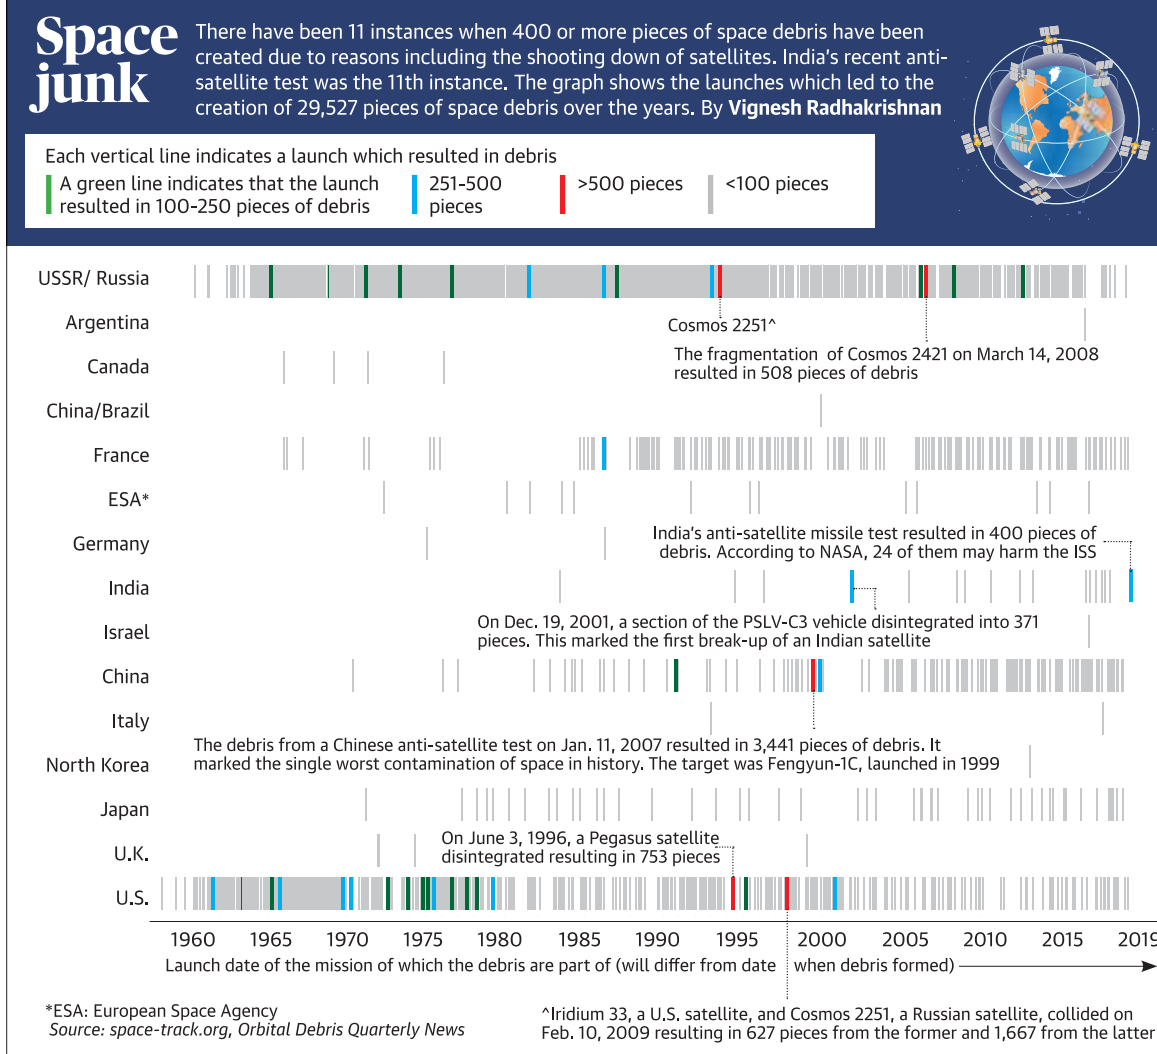 Space
junk
There have been 11 instances when 400 or more pieces of space debris have been
created due to reasons including the shooting down of satellites. India's recent anti-
satellite test was the 11th instance. The graph shows the launches which led to the
creation of 29,527 pieces of space debris over the years. By Vignesh Radhakrishnan
Each vertical line indicates a launch which resulted in debris
A green line indicates that the launch
resulted in 100-250 pieces of debris
251-500
pieces
>500 pieces
<100 pieces
USSR/ Russia
Argentina
Cosmos 2251^
The fragmentation of Cosmos 2421 on March 14, 2008
resulted in 508 pieces of debris
Canada
China/Brazil
France
ESA*
Germany
India's anti-satellite missile test resulted in 400 pieces of
debris. According to NASA, 24 of them may harm the ISS
India
On Dec. 19, 2001, a section of the PSLV-C3 vehicle disintegrated into 371
pieces. This marked the first break-up of an Indian satellite
Israel
China
Italy
The debris from a Chinese anti-satellite test on Jan. 11, 2007 resulted in 3,441 pieces of debris. It
marked the single worst contamination of space in history. The target was Fengyun-1C, launched in 1999
North Korea
Japan
On June 3, 1996, a Pegasus satellite
disintegrated resulting in 753 pieces
U.K.
U.S.
1960 1965 1970 1975 1980 1985 1990 1995 2000 2005 2010 2015 2019
Launch date of the mission of which the debris are part of (will differ from date when debris formed)
*ESA: European Space Agency
Source: space-track.org, Orbital Debris Quarterly News
^Iridium 33, a U.S. satellite, and Cosmos 2251, a Russian satellite, collided on
Feb. 10, 2009 resulting in 627 pieces from the former and 1,667 from the latter